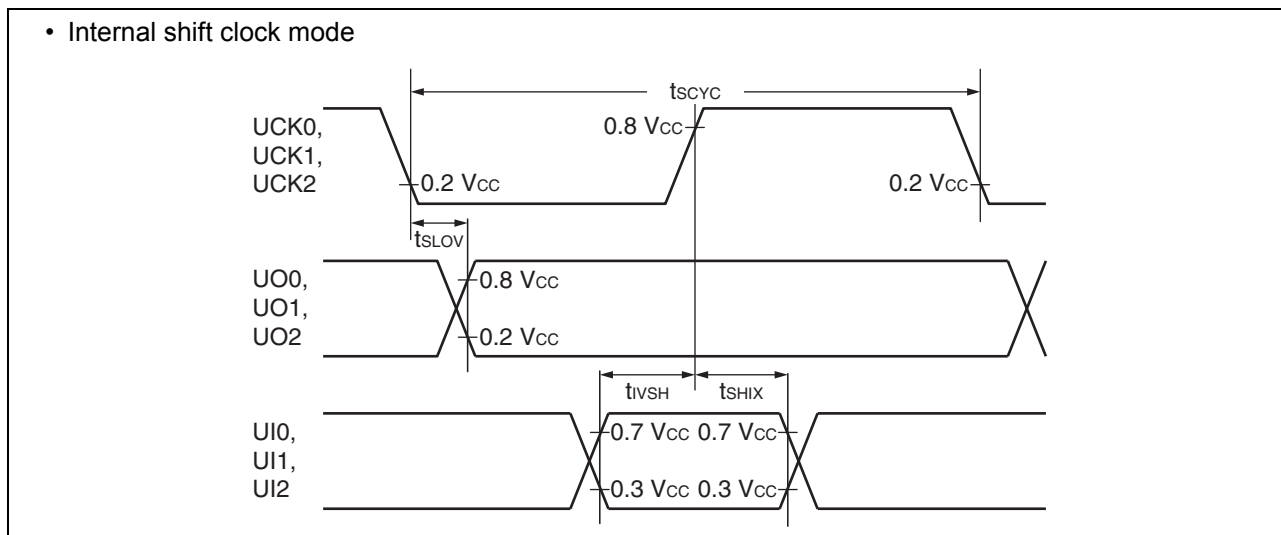 • Internal shift clock mode
tSCYC
UCK0,
UCK1,
UCK2
0.8 VCC
0.2 VCC
0.2 VCC
tSLOV
UO0,
UO1,
UO2
0.8 VCC
0.2 VCC
tIVSH
tSHIX
UI0,
UI1,
UI2
0.7 VCC 0.7 VCC
0.3 VCC 0.3 VCC